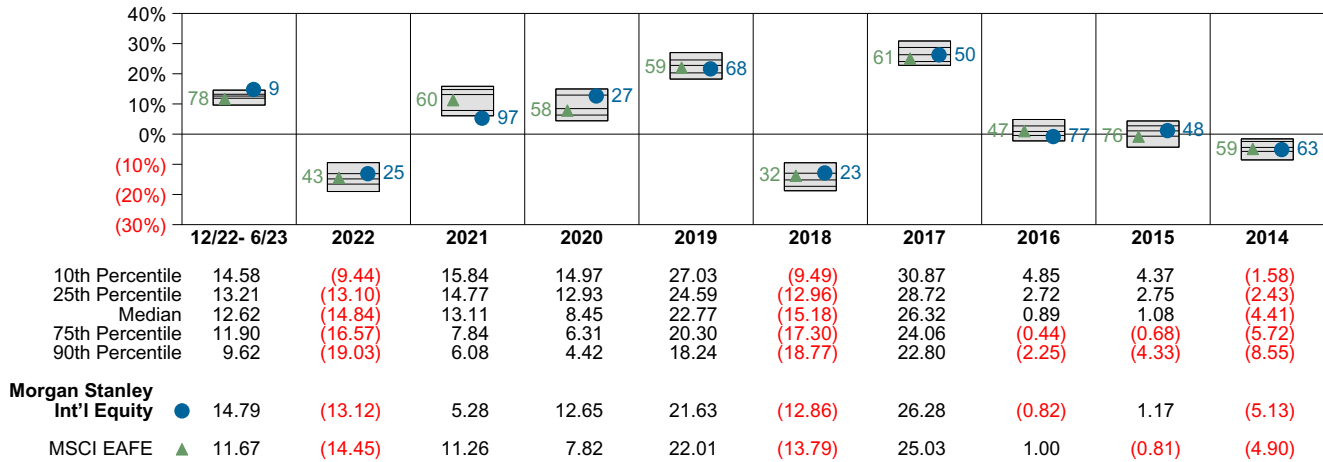 40%
30%
20%
10%
0%
(10%)
(20%)
(30%)
78 9 43 25 60 97 58 27 59 68 32 23 61 50 47 77 76 48 59 63
12/22- 6/23 2022 2021 2020 2019 2018 2017 2016 2015 2014
10th Percentile 14.58 (9.44) 15.84 14.97 27.03 (9.49) 30.87 4.85 4.37 (1.58)
25th Percentile 13.21 (13.10) 14.77 12.93 24.59 (12.96) 28.72 2.72 2.75 (2.43)
Median 12.62 (14.84) 13.11 8.45 22.77 (15.18) 26.32 0.89 1.08 (4.41)
75th Percentile 11.90 (16.57) 7.84 6.31 20.30 (17.30) 24.06 (0.44) (0.68) (5.72)
90th Percentile 9.62 (19.03) 6.08 4.42 18.24 (18.77) 22.80 (2.25) (4.33) (8.55)
Morgan Stanley
Int'l Equity 14.79 (13.12) 5.28 12.65 21.63 (12.86) 26.28 (0.82) 1.17 (5.13)
MSCI EAFE 11.67 (14.45) 11.26 7.82 22.01 (13.79) 25.03 1.00 (0.81) (4.90)